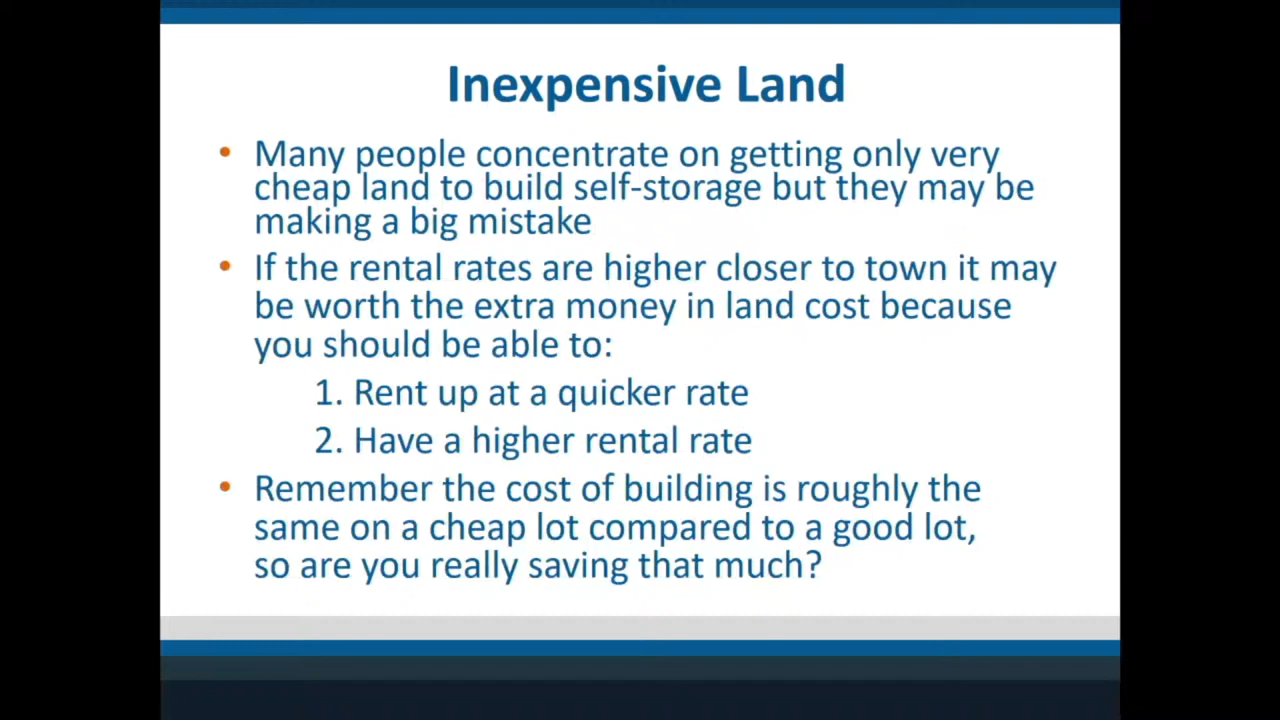 Inexpensive Land
• Many people concentrate on getting only very
cheap land to build self-storage but they may be
making a big mistake
• If the rental rates are higher closer to town it may
be worth the extra money in land cost because
you should be able to:
1. Rent up at a quicker rate
2. Have a higher rental rate
• Remember the cost of building is roughly the
same on a cheap lot compared to a good lot,
so are you really saving that much?